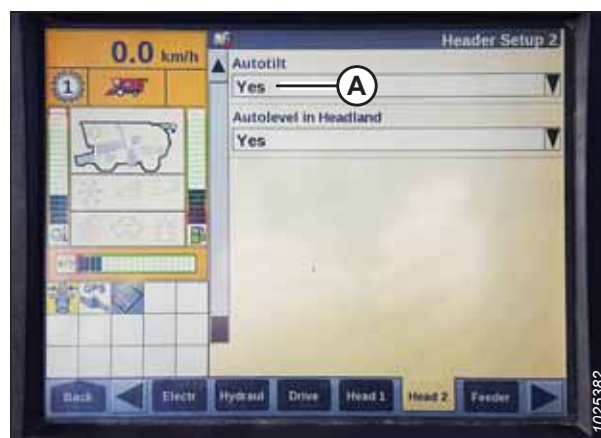 0.0 km/h
Header Setup 2
Autotilt
1
Yes
A
Autolevel in Headland
Yes
Back
Electr
Hydraul
Drive
Head 1
Head 2
Feeder
1025382